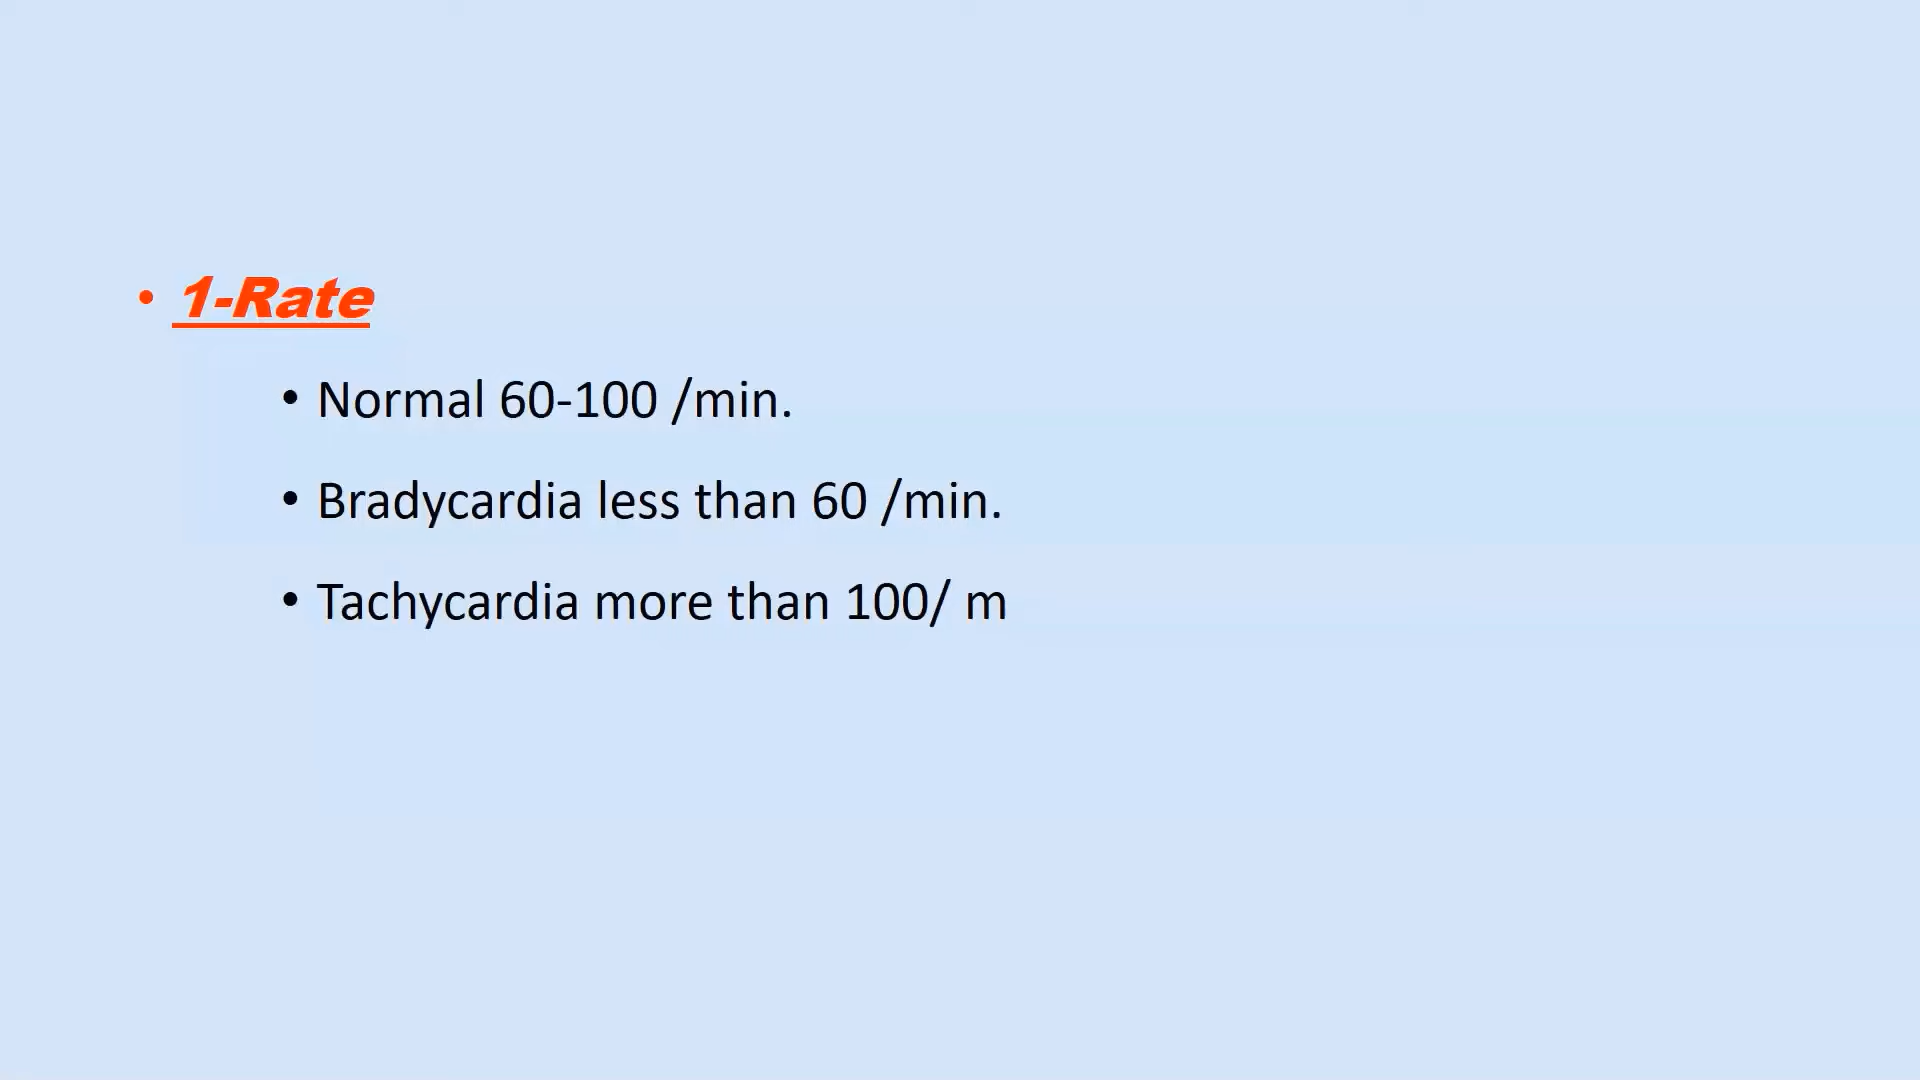 • 1-Rate
• Normal 60-100 /min.
• Bradycardia less than 60 /min.
• Tachycardia more than 100/ m